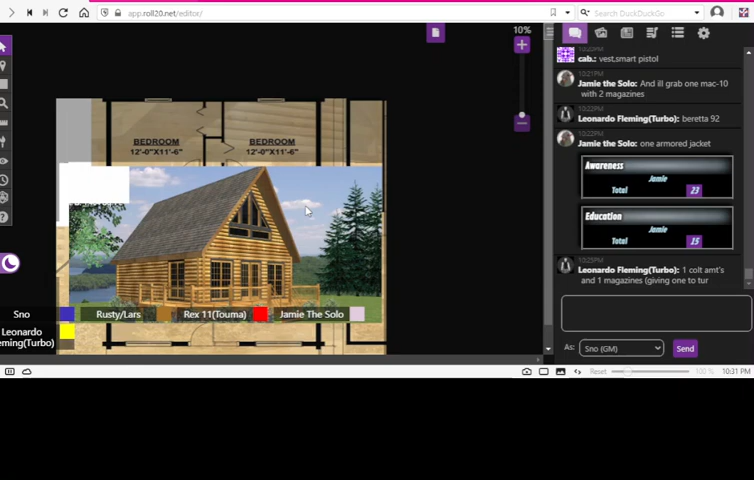 app.roll20.net/editor/
Search DuckDuckGo
10%
cab.: vest,smart pistol
10:21PM
Jamie the Solo: And ill grab one mac-10
with 2 magazines
10:22PM
Leonardo Fleming(Turbo): beretta 92
10:22PM
Jamie the Solo: one armored jacket
Awareness
Jamie
Total 23
Education
Jamie
Total 15
10:25PM
Leonardo Fleming(Turbo): 1 colt amt's
and 1 magazines (giving one to tur
BEDROOM BEDROOM
12'-0"X11'-6" 12'-0"X11'-6"
Sno Rusty/Lars Rex 11(Touma) Jamie The Solo
Leonardo
eming(Turbo)
As: Sno (GM) Send
Reset 100 % 10:31 PM